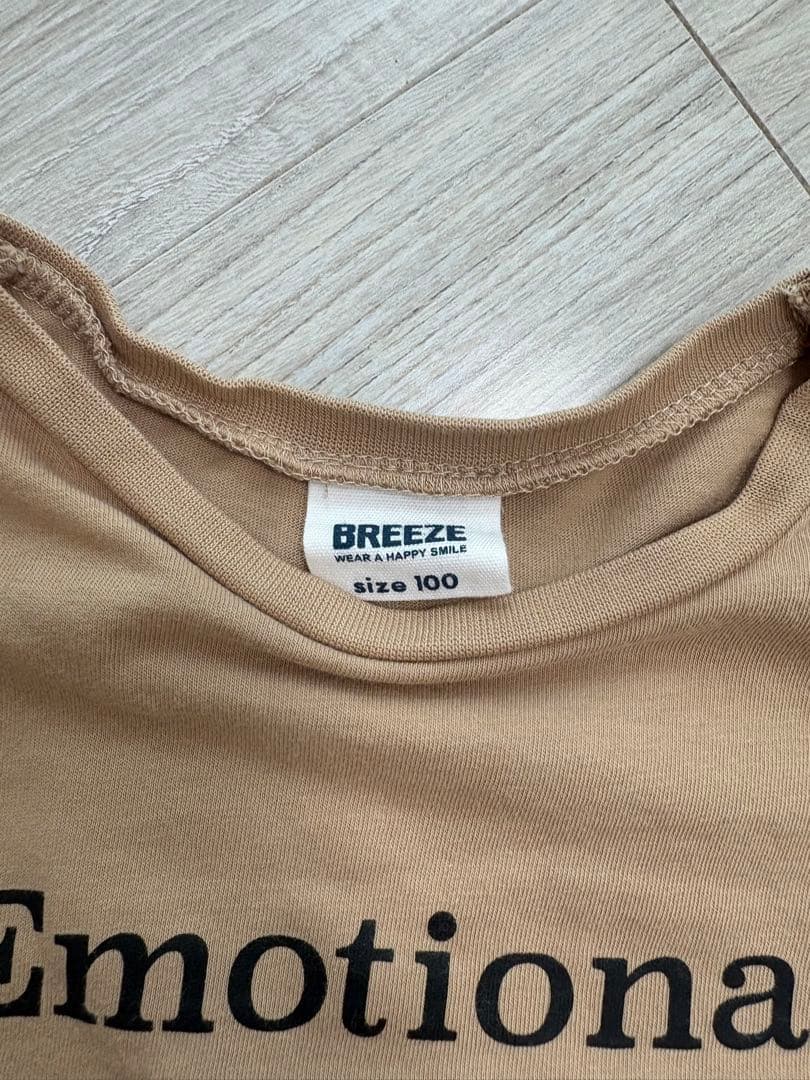 BREEZE
WEAR A HAPPY SMILE
size 100
Emotiona